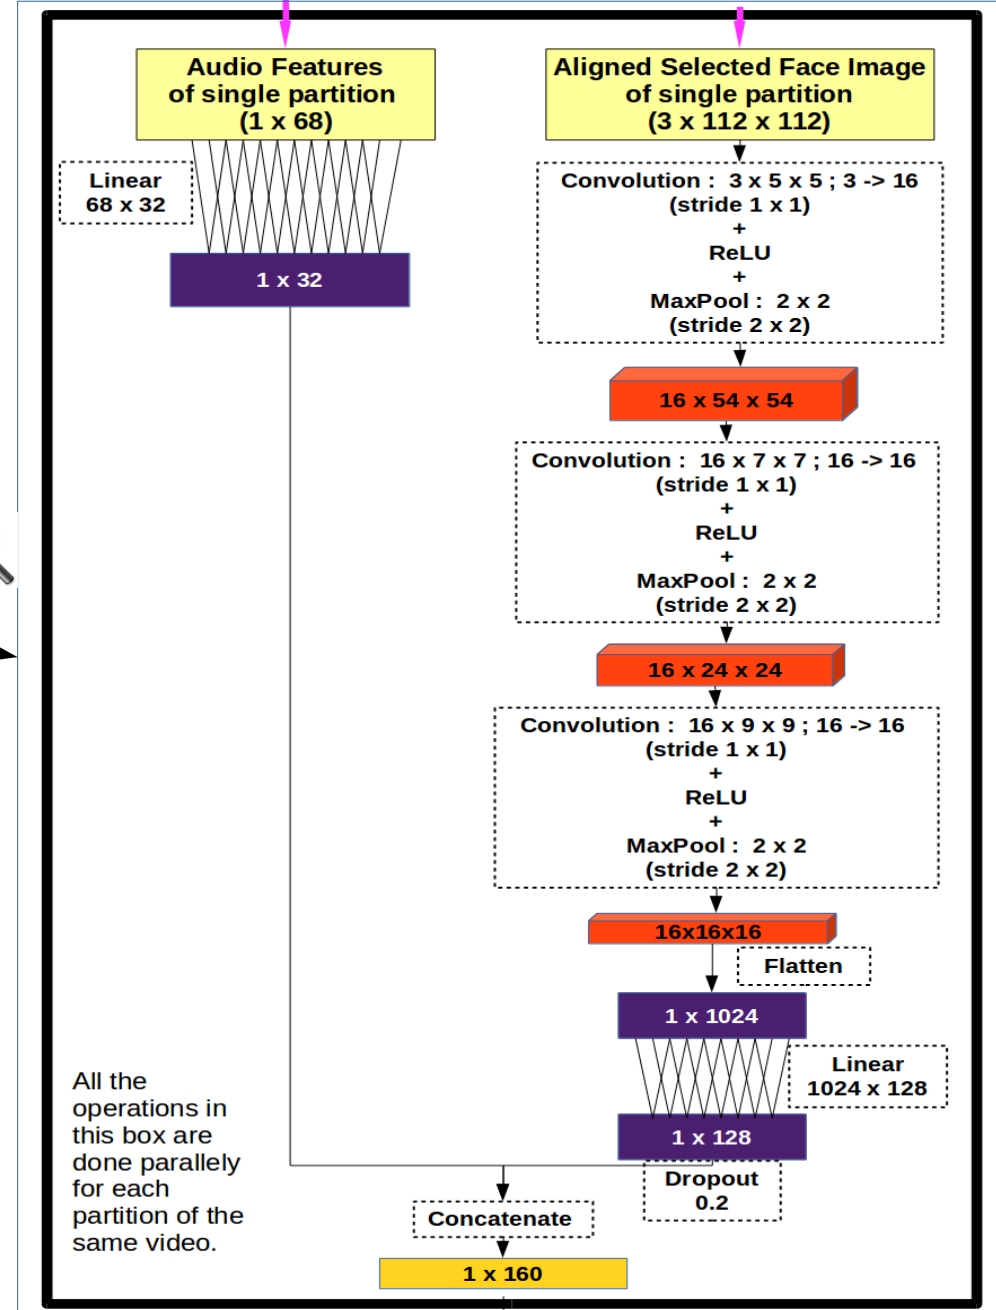 Audio Features
of single partition
(1 x 68)
Linear
68 x 32
1 x 32
Aligned Selected Face Image
of single partition
(3 x 112 x 112)
Convolution :  3 x 5 x 5 ; 3 -> 16
(stride 1 x 1)
+
ReLU
+
MaxPool :  2 x 2
(stride 2 x 2)
16 x 54 x 54
Convolution :  16 x 7 x 7 ; 16 -> 16
(stride 1 x 1)
+
ReLU
+
MaxPool :  2 x 2
(stride 2 x 2)
16 x 24 x 24
Convolution :  16 x 9 x 9 ; 16 -> 16
(stride 1 x 1)
+
ReLU
+
MaxPool :  2 x 2
(stride 2 x 2)
16x16x16
Flatten
1 x 1024
Linear
1024 x 128
1 x 128
Dropout
0.2
All the
operations in
this box are
done parallely
for each
partition of the
same video.
Concatenate
1 x 160